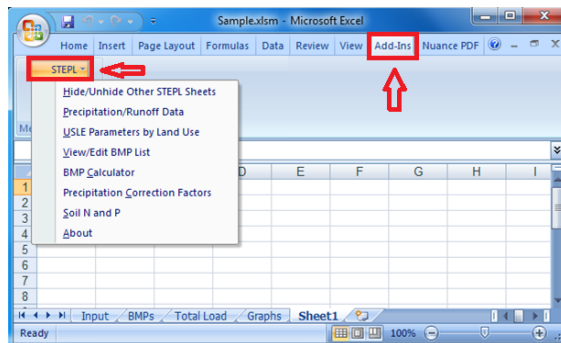 Sample.xlsm - Microsoft Excel
Home Insert Page Layout Formulas Data Review View Add-Ins Nuance PDF
STEPL
Hide/Unhide Other STEPL Sheets
Precipitation/Runoff Data
USLE Parameters by Land Use
View/Edit BMP List
BMP Calculator
Precipitation Correction Factors
Soil N and P
About
D E F G H I
1
2
3
4
5
6
7
8
Input BMPs Total Load Graphs Sheet1
Ready 100%